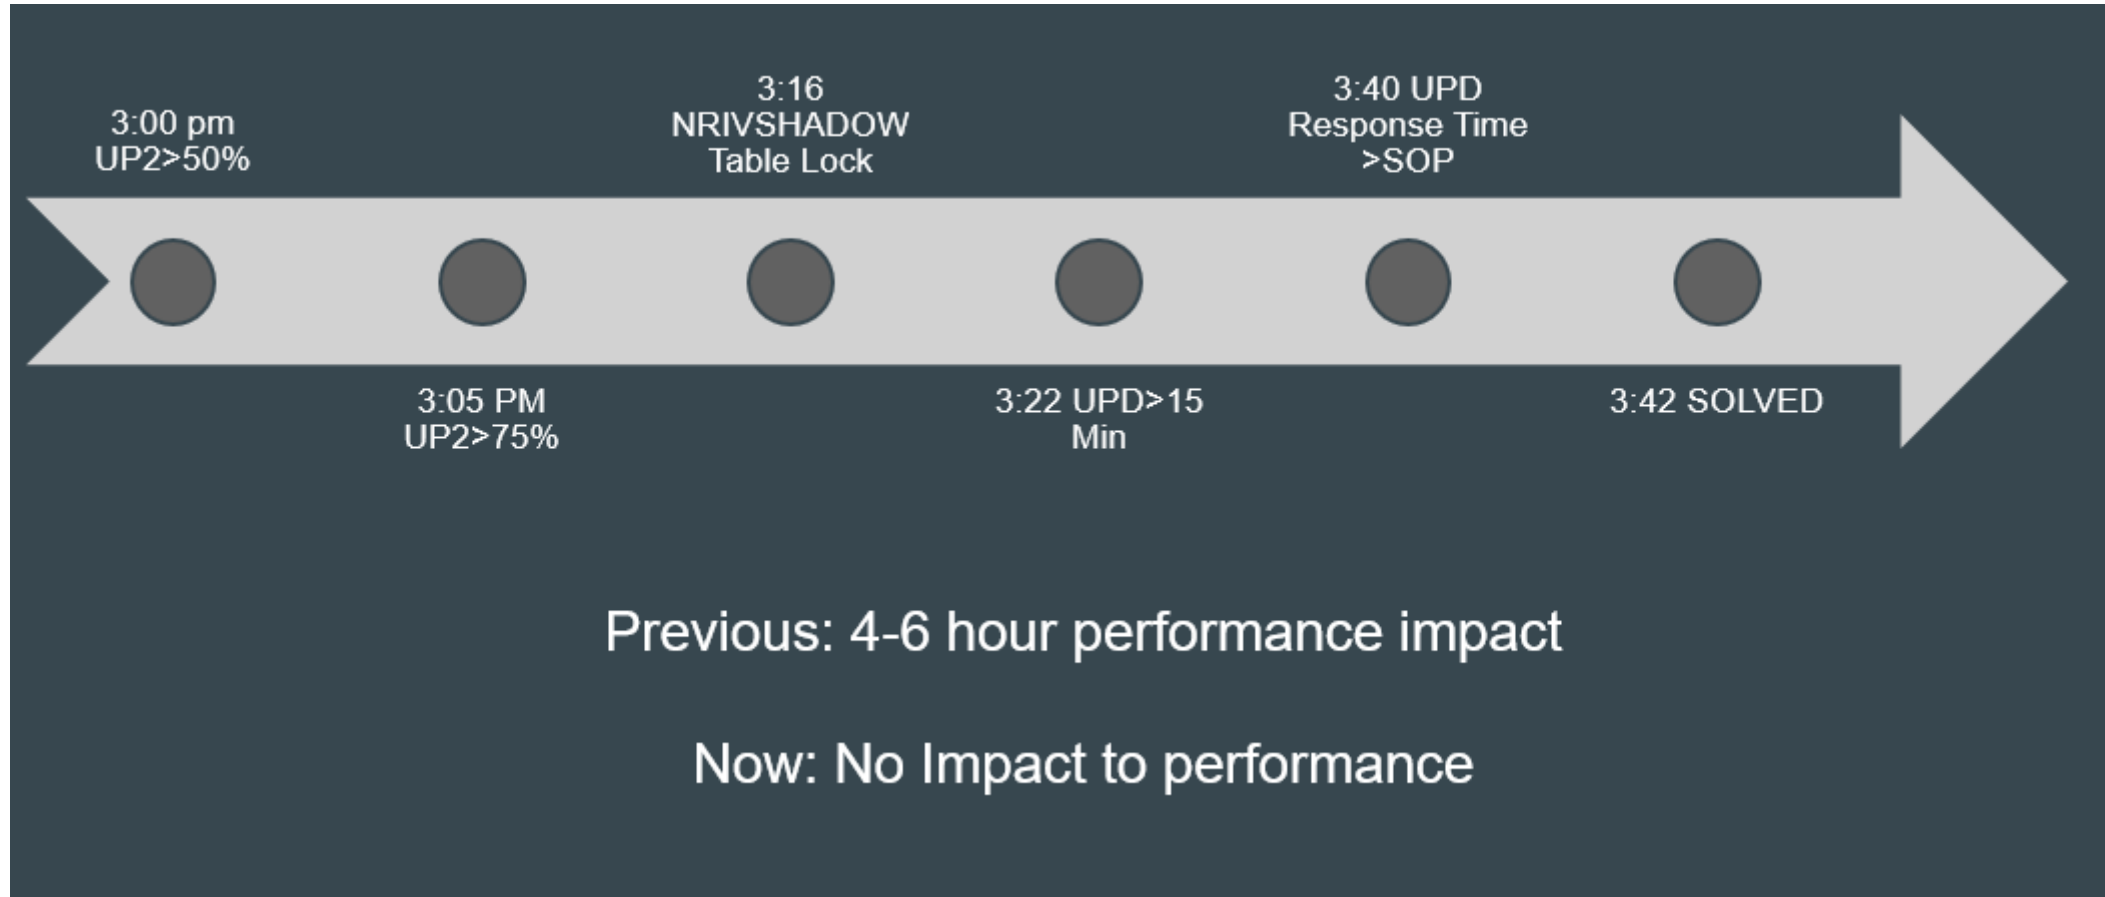 3:00 pm
UP2>50%
3:05 PM
UP2>75%
3:16
NRIVSHADOW
Table Lock
3:22 UPD>15
Min
3:40 UPD
Response Time
>SOP
3:42 SOLVED
Previous: 4-6 hour performance impact
Now: No Impact to performance